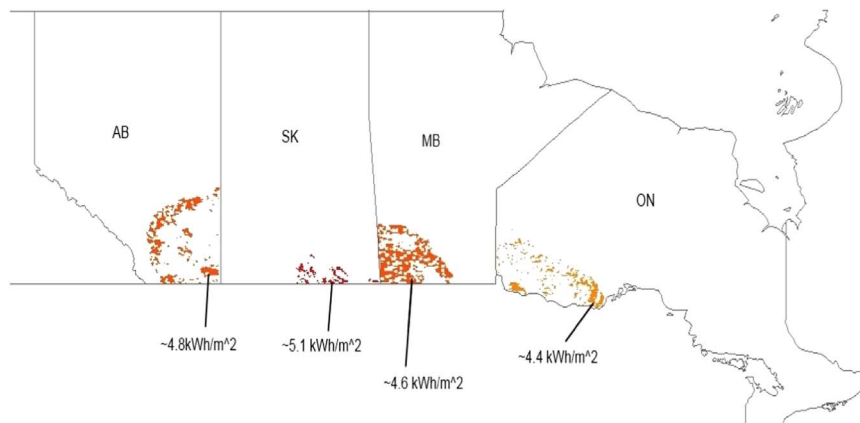 AB
SK
MB
ON
~4.8kWh/m^2
~5.1 kWh/m^2
~4.6 kWh/m^2
~4.4 kWh/m^2